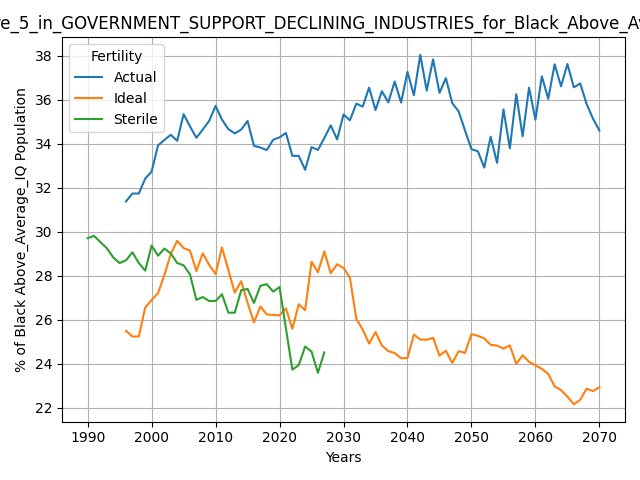 re_5_in_GOVERNMENT_SUPPORT_DECLINING_INDUSTRIES_for_Black_Above_Av
Fertility
Actual
Ideal
Sterile
% of Black Above_Average_IQ Population
38
36
34
32
30
28
26
24
22
1990 2000 2010 2020 2030 2040 2050 2060 2070
Years